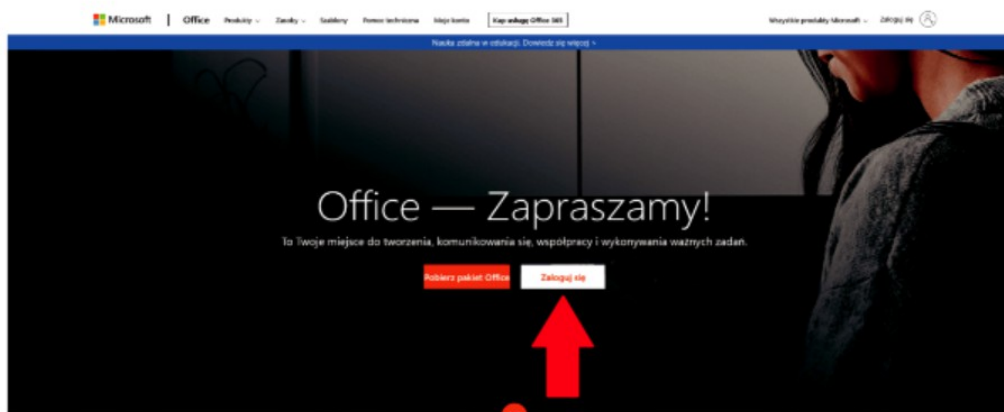 Microsoft | Office Produkty Zasoby Szablony Pomoc techniczna Moje konto Kup usługę Office 365 Wszystkie produkty Microsoft Zaloguj się
Nauka zdalna w edukacji. Dowiedz się więcej >
Office — Zapraszamy!
To Twoje miejsce do tworzenia, komunikowania się, współpracy i wykonywania ważnych zadań.
Pobierz pakiet Office Zaloguj się